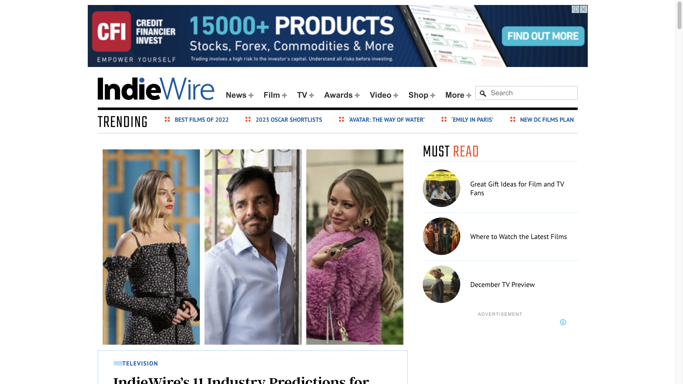 CFI
CREDIT
FINANCIER
INVEST
EMPOWER YOURSELF
15000+ PRODUCTS
Stocks, Forex, Commodities & More
Trading involves a high risk to the investor's capital. Understand all risks before investing.
FIND OUT MORE
IndieWire
News + Film + TV + Awards + Video + Shop + More +
Search
TRENDING
BEST FILMS OF 2022
2023 OSCAR SHORTLISTS
'AVATAR: THE WAY OF WATER'
'EMILY IN PARIS'
NEW DC FILMS PLAN
MUST READ
Great Gift Ideas for Film and TV
Fans
Where to Watch the Latest Films
December TV Preview
ADVERTISEMENT
TELEVISION
IndieWire's 11 Industry Predictions for